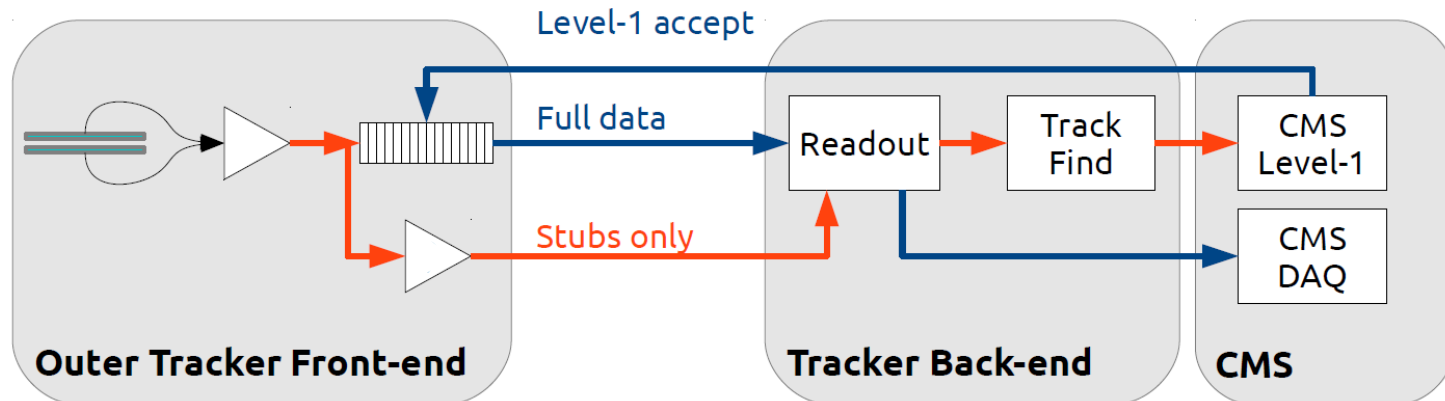 Level-1 accept
Full data
Readout
Track
Find
CMS
Level-1
Stubs only
CMS
DAQ
Outer Tracker Front-end
Tracker Back-end
CMS